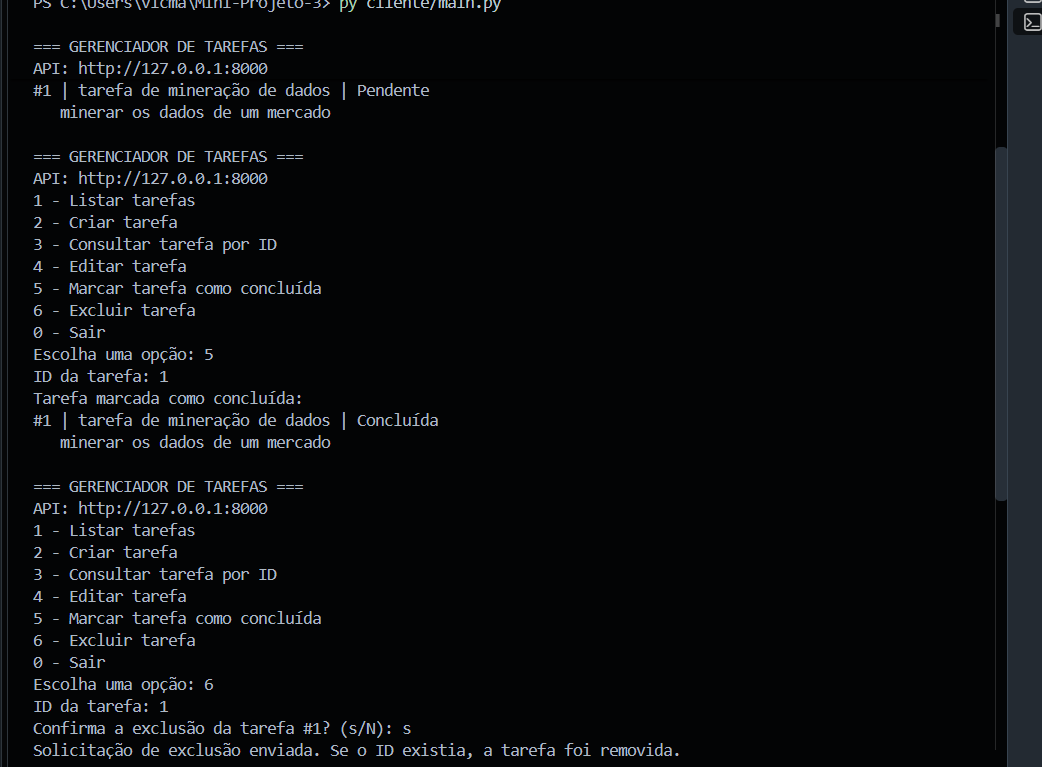 PS C:\Users\vicma\Mini-Projeto-3> py cliente/main.py
=== GERENCIADOR DE TAREFAS ===
API: http://127.0.0.1:8000
#1 | tarefa de mineração de dados | Pendente
   minerar os dados de um mercado
=== GERENCIADOR DE TAREFAS ===
API: http://127.0.0.1:8000
1 - Listar tarefas
2 - Criar tarefa
3 - Consultar tarefa por ID
4 - Editar tarefa
5 - Marcar tarefa como concluída
6 - Excluir tarefa
0 - Sair
Escolha uma opção: 5
ID da tarefa: 1
Tarefa marcada como concluída:
#1 | tarefa de mineração de dados | Concluída
   minerar os dados de um mercado
=== GERENCIADOR DE TAREFAS ===
API: http://127.0.0.1:8000
1 - Listar tarefas
2 - Criar tarefa
3 - Consultar tarefa por ID
4 - Editar tarefa
5 - Marcar tarefa como concluída
6 - Excluir tarefa
0 - Sair
Escolha uma opção: 6
ID da tarefa: 1
Confirma a exclusão da tarefa #1? (s/N): s
Solicitação de exclusão enviada. Se o ID existia, a tarefa foi removida.